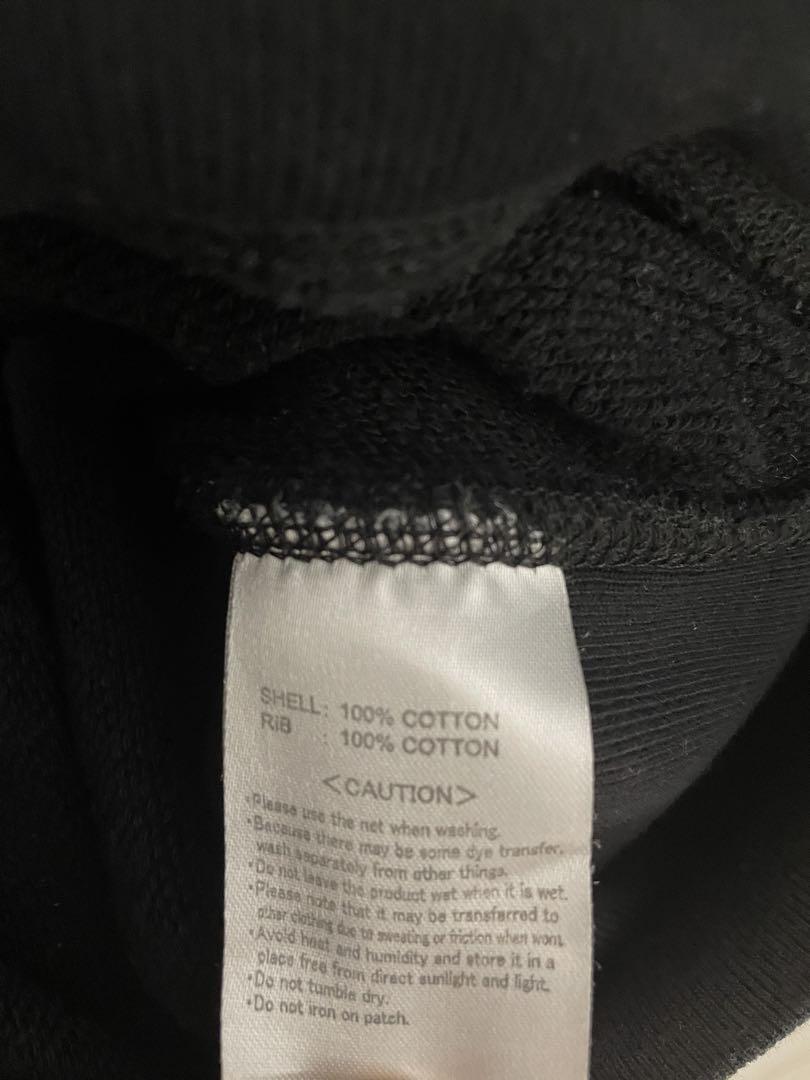 SHELL: 100% COTTON
RiB : 100% COTTON
<CAUTION>
・Please use the net when washing.
・Because there may be some dye transfer,
wash separately from other things.
・Do not leave the product wet when it is wet.
・Please note that it may be transferred to
other clothing due to sweating or friction when worn.
・Avoid heat and humidity and store it in a
place free from direct sunlight and light.
・Do not tumble dry.
・Do not iron on patch.